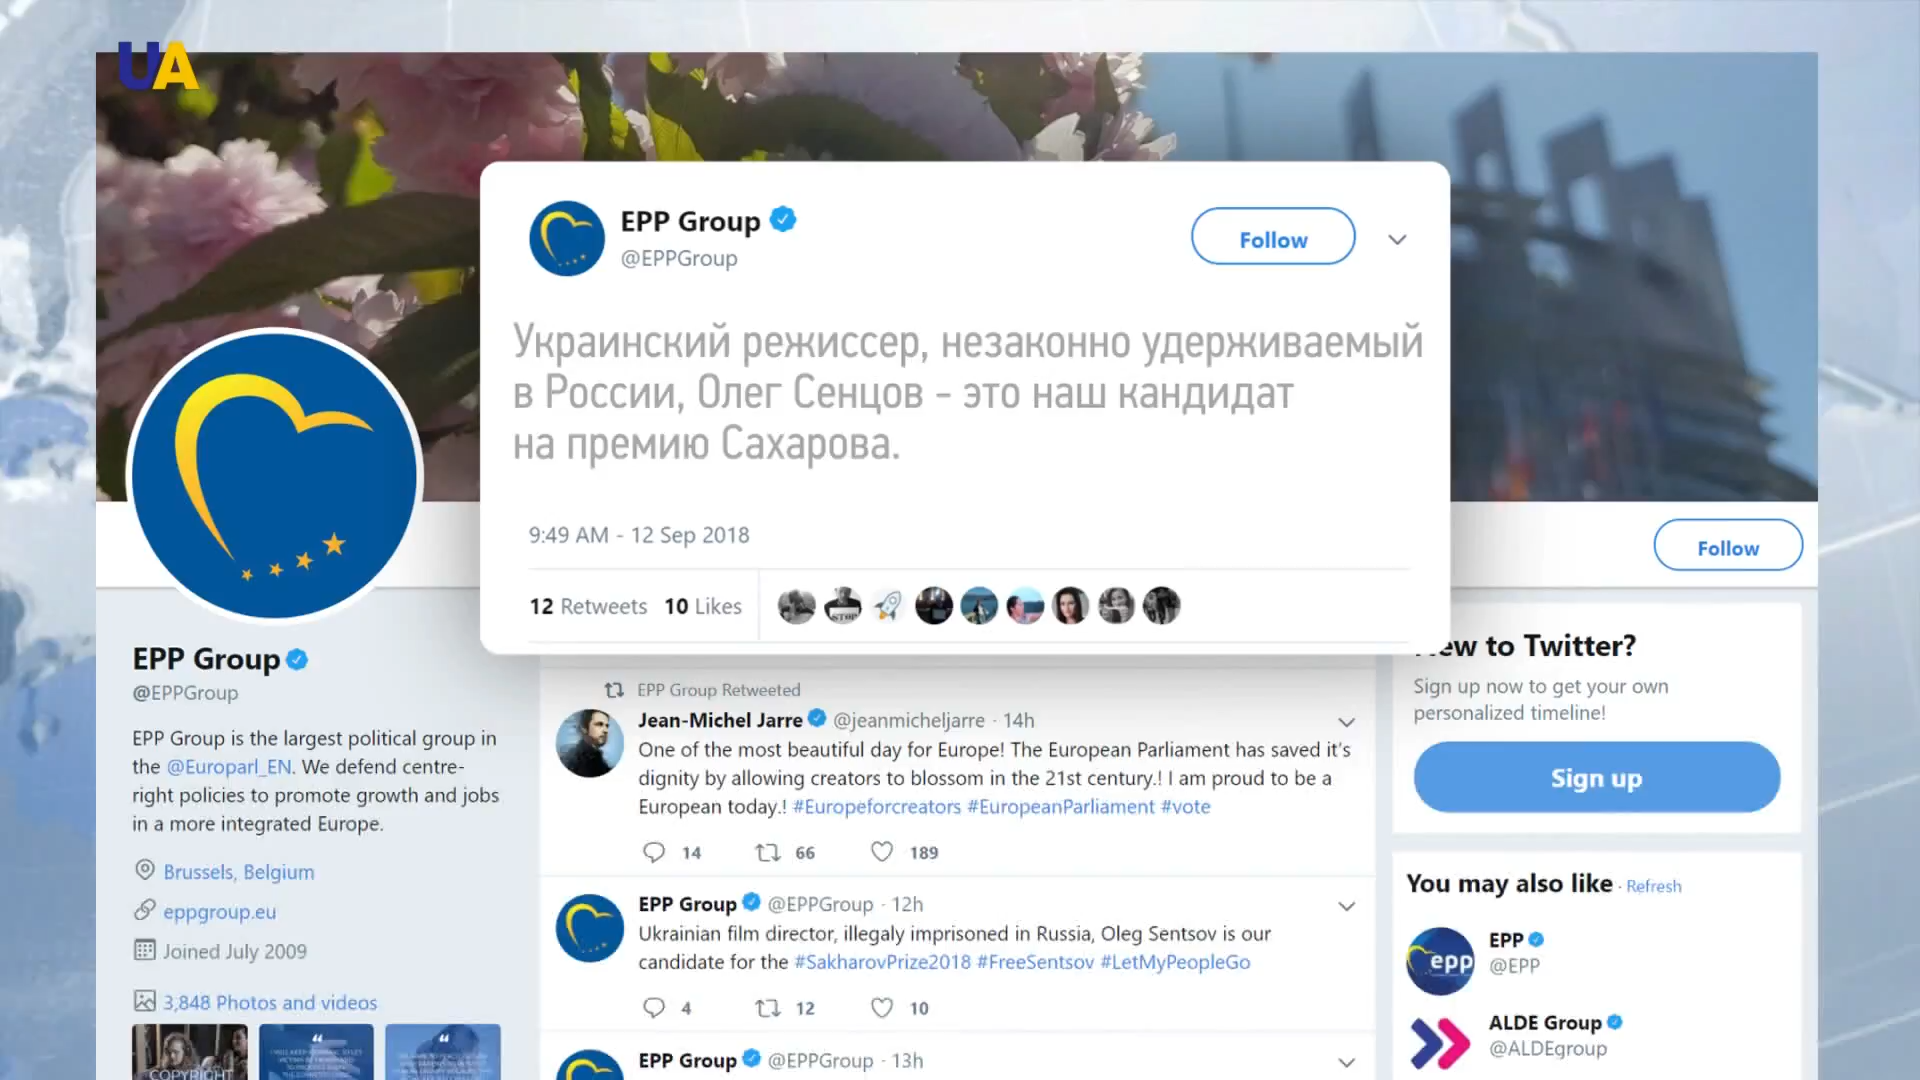 UA
EPP Group
@EPPGroup
Follow
Украинский режиссер, незаконно удерживаемый
в России, Олег Сенцов - это наш кандидат
на премию Сахарова.
9:49 AM - 12 Sep 2018
12 Retweets 10 Likes
EPP Group
@EPPGroup
EPP Group is the largest political group in
the @Europarl_EN. We defend centre-
right policies to promote growth and jobs
in a more integrated Europe.
Brussels, Belgium
eppgroup.eu
Joined July 2009
3,848 Photos and videos
COPYRIGHT
EPP Group Retweeted
Jean-Michel Jarre @jeanmicheljarre · 14h
One of the most beautiful day for Europe! The European Parliament has saved it's
dignity by allowing creators to blossom in the 21st century.! I am proud to be a
European today.! #Europeforcreators #EuropeanParliament #vote
14 66 189
EPP Group @EPPGroup · 12h
Ukrainian film director, illegaly imprisoned in Russia, Oleg Sentsov is our
candidate for the #SakharovPrize2018 #FreeSentsov #LetMyPeopleGo
4 12 10
EPP Group @EPPGroup · 13h
Follow
to Twitter?
Sign up now to get your own
personalized timeline!
Sign up
You may also like · Refresh
epp
EPP
@EPP
ALDE Group
@ALDEgroup